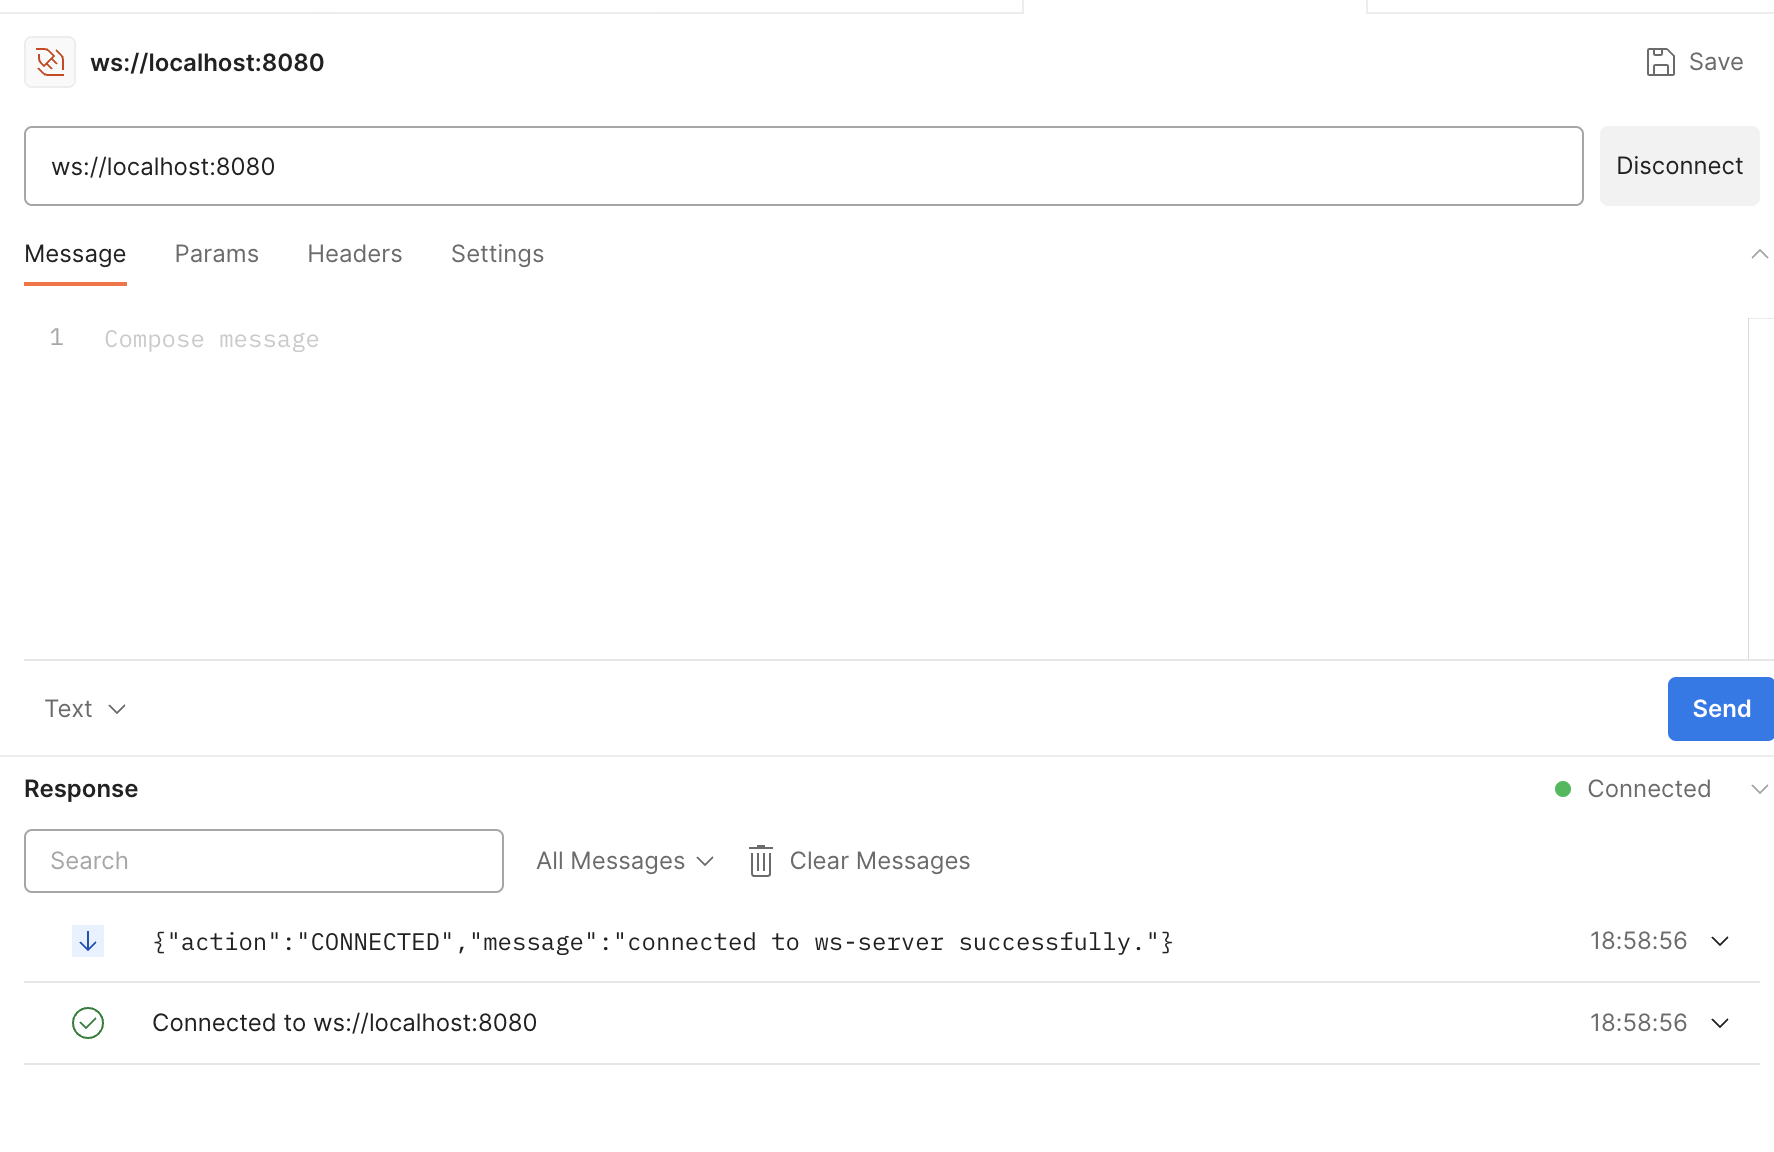 ws://localhost:8080
Save
ws://localhost:8080
Disconnect
Message Params Headers Settings
1 Compose message
Text
Send
Response
Connected
Search
All Messages
Clear Messages
{"action":"CONNECTED","message":"connected to ws-server successfully."} 18:58:56
Connected to ws://localhost:8080 18:58:56